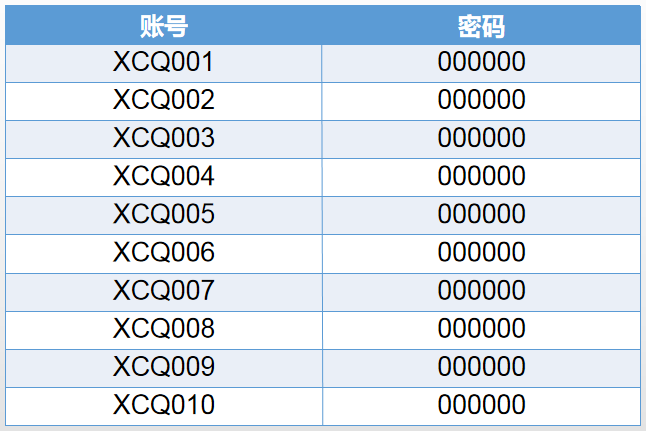 账号 密码
XCQ001 000000
XCQ002 000000
XCQ003 000000
XCQ004 000000
XCQ005 000000
XCQ006 000000
XCQ007 000000
XCQ008 000000
XCQ009 000000
XCQ010 000000